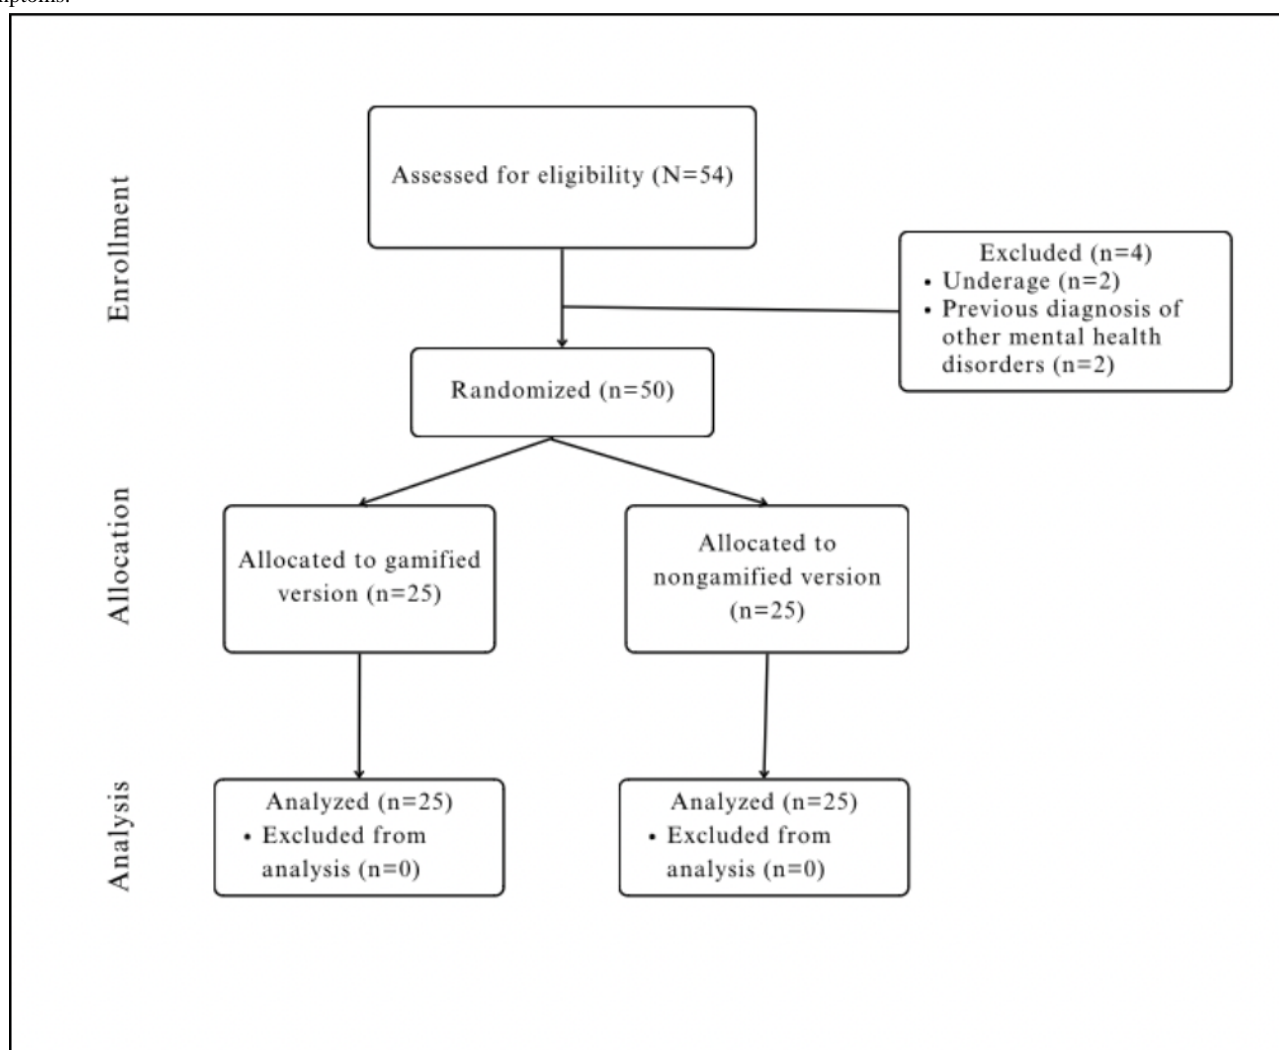 Enrollment
Assessed for eligibility (N=54)
Excluded (n=4)
• Underage (n=2)
• Previous diagnosis of
other mental health
disorders (n=2)
Randomized (n=50)
Allocation
Allocated to gamified
version (n=25)
Allocated to
nongamified version
(n=25)
Analysis
Analyzed (n=25)
• Excluded from
analysis (n=0)
Analyzed (n=25)
• Excluded from
analysis (n=0)